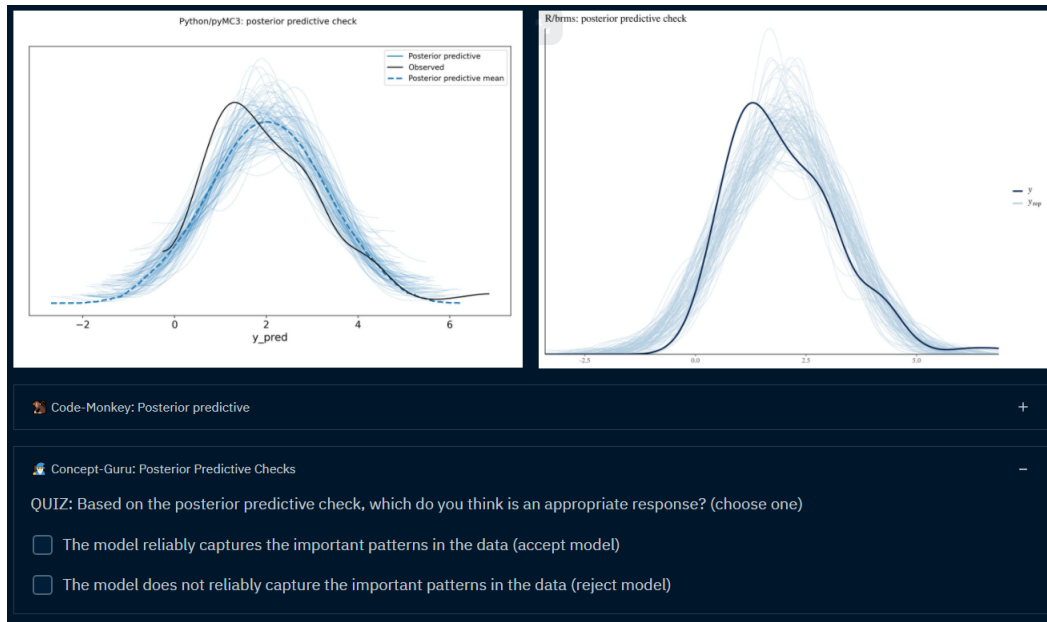 Python/pyMC3: posterior predictive check
Posterior predictive
Observed
Posterior predictive mean
−2
0
2
4
6
y_pred
R/brms: posterior predictive check
y
yrep
-2.5
0.0
2.5
5.0
Code-Monkey: Posterior predictive
+
Concept-Guru: Posterior Predictive Checks
−
QUIZ: Based on the posterior predictive check, which do you think is an appropriate response? (choose one)
The model reliably captures the important patterns in the data (accept model)
The model does not reliably capture the important patterns in the data (reject model)